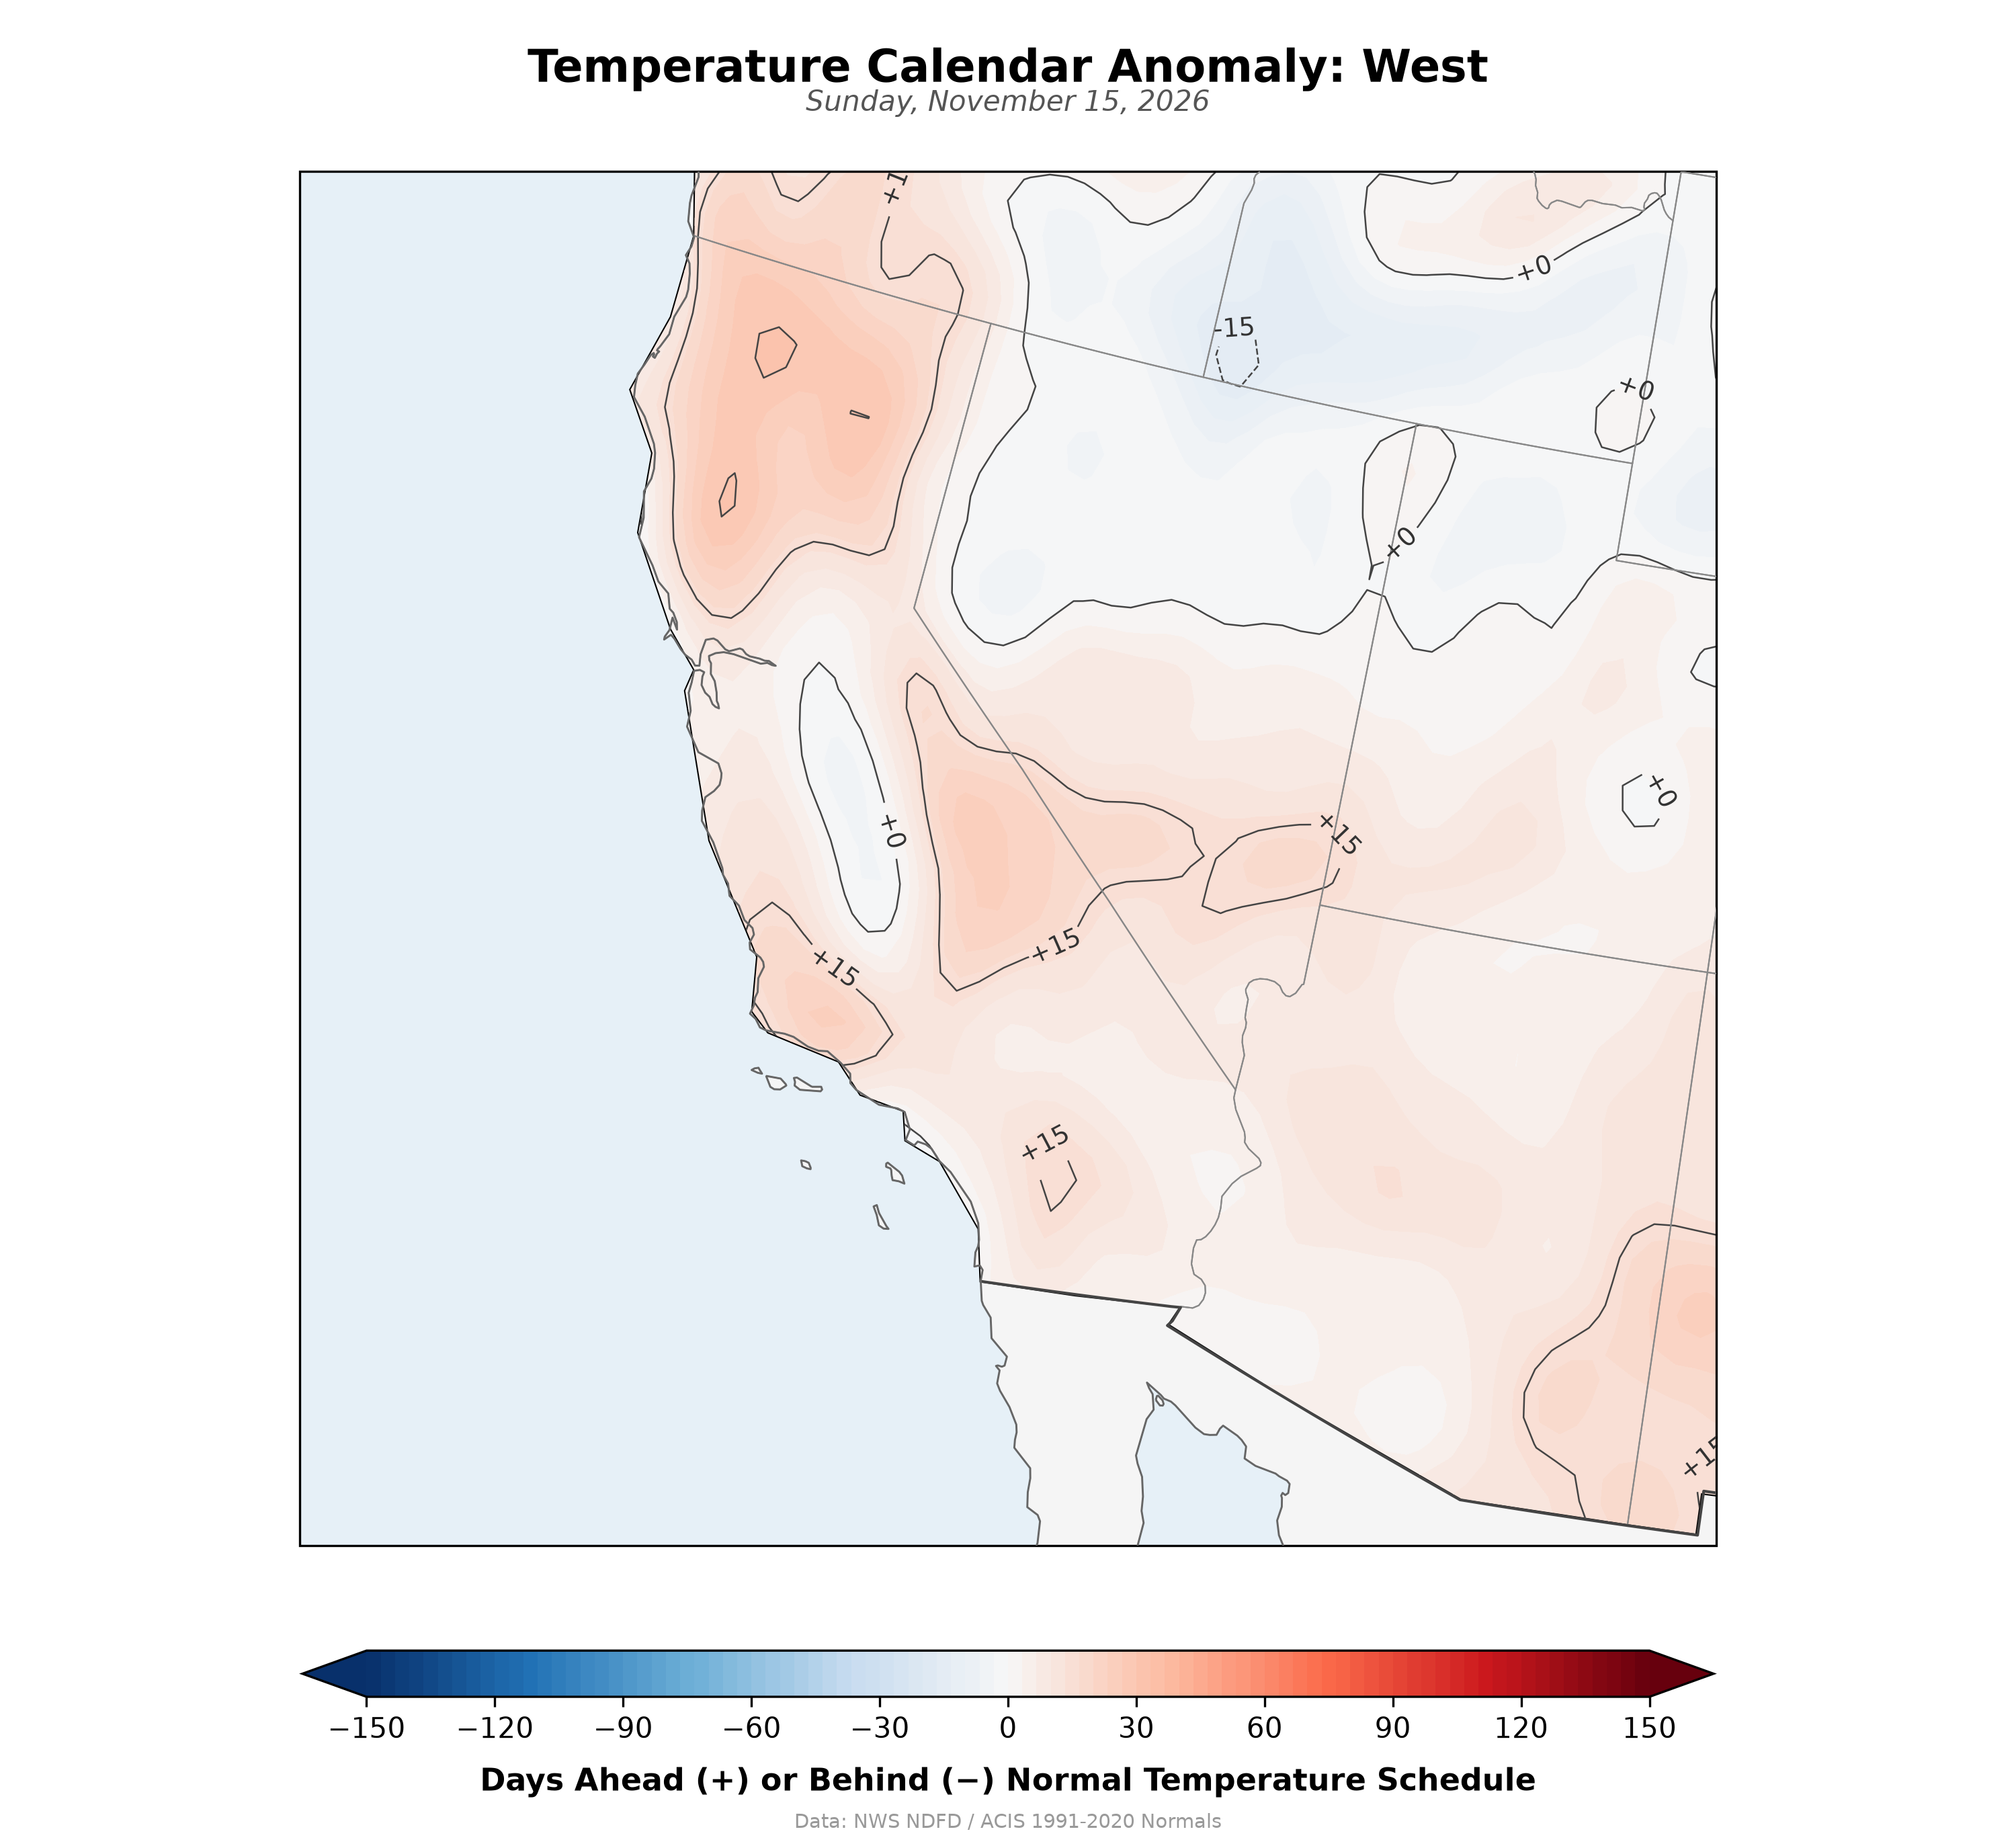 Temperature Calendar Anomaly: West
Sunday, November 15, 2026
+1
+0
-15
+0
+0
+0
+0
+15
+15
+15
+15
+15
−150 −120 −90 −60 −30 0 30 60 90 120 150
Days Ahead (+) or Behind (−) Normal Temperature Schedule
Data: NWS NDFD / ACIS 1991-2020 Normals